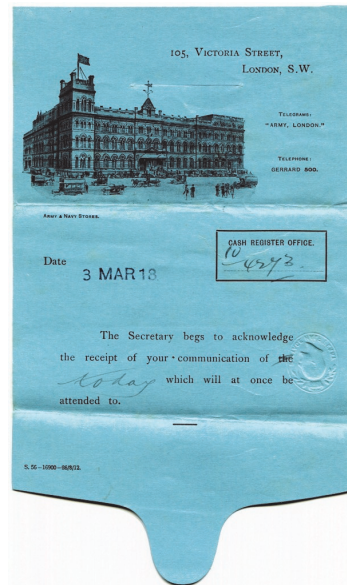 105, VICTORIA STREET,
LONDON, S.W.
TELEGRAMS:
"ARMY, LONDON."
TELEPHONE:
GERRARD 500.
ARMY & NAVY STORES.
CASH REGISTER OFFICE.
4273
Date
3 MAR 13
The Secretary begs to acknowledge
the receipt of your communication of the
today which will at once be
attended to.